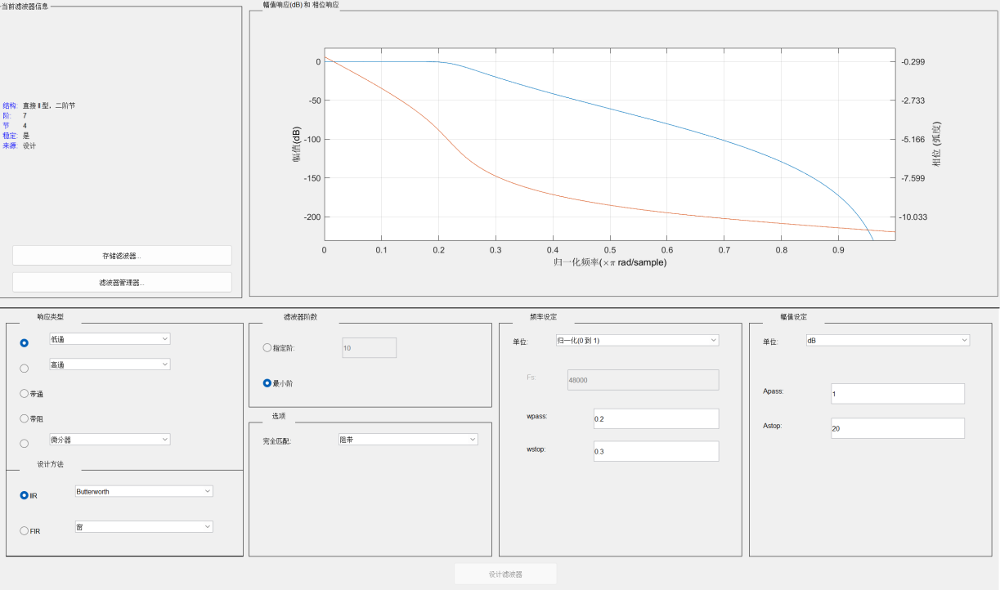 当前滤波器信息
结构: 直接 II 型，二阶节
阶: 7
节 4
稳定: 是
来源: 设计
存储滤波器...
滤波器管理器...
幅值响应(dB) 和 相位响应
幅值(dB)
0
-50
-100
-150
-200
-0.299
-2.733
-5.166
-7.599
-10.033
相位 (弧度)
0 0.1 0.2 0.3 0.4 0.5 0.6 0.7 0.8 0.9
归一化频率(×π rad/sample)
响应类型
低通
高通
带通
带阻
微分器
设计方法
IIR Butterworth
FIR 窗
滤波器阶数
指定阶: 10
最小阶
选项
完全匹配: 阻带
频率设定
单位: 归一化(0 到 1)
Fs: 48000
wpass: 0.2
wstop: 0.3
幅值设定
单位: dB
Apass: 1
Astop: 20
设计滤波器